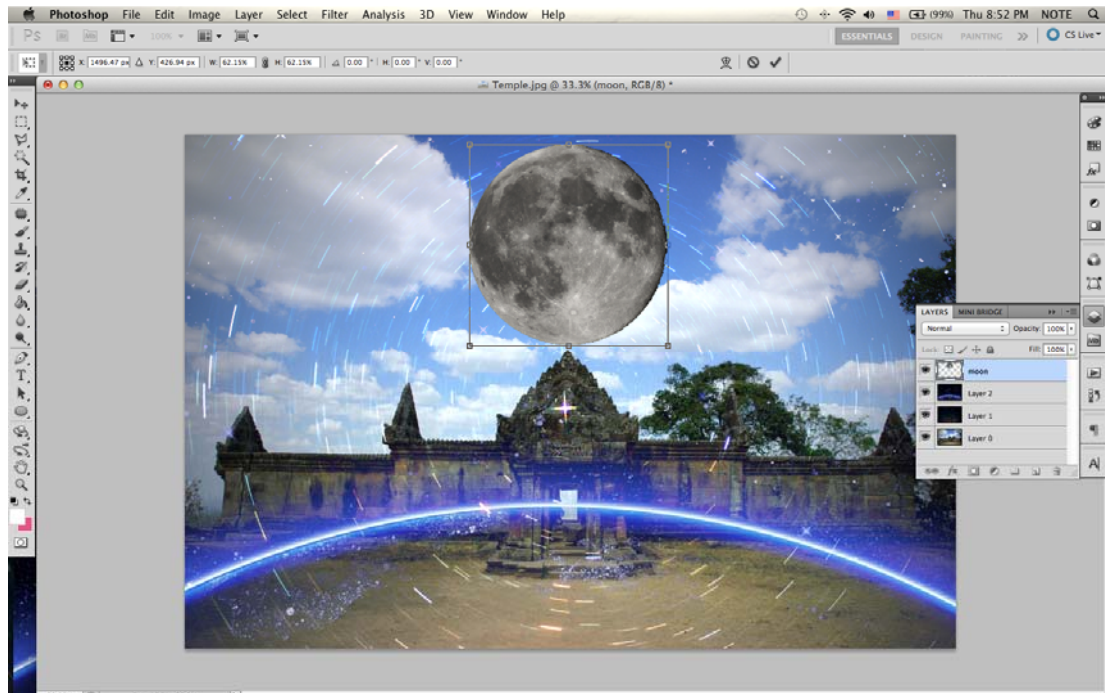 Photoshop File Edit Image Layer Select Filter Analysis 3D View Window Help (99%) Thu 8:52 PM NOTE
Ps 100% ESSENTIALS DESIGN PAINTING CS Live
X: 1496.47 px Y: 426.94 px W: 62.15% H: 62.15% 0.00 ° H: 0.00 ° V: 0.00 °
Temple.jpg @ 33.3% (moon, RGB/8) *
LAYERS MINI BRIDGE
Normal Opacity: 100%
Lock: Fill: 100%
moon
Layer 2
Layer 1
Layer 0